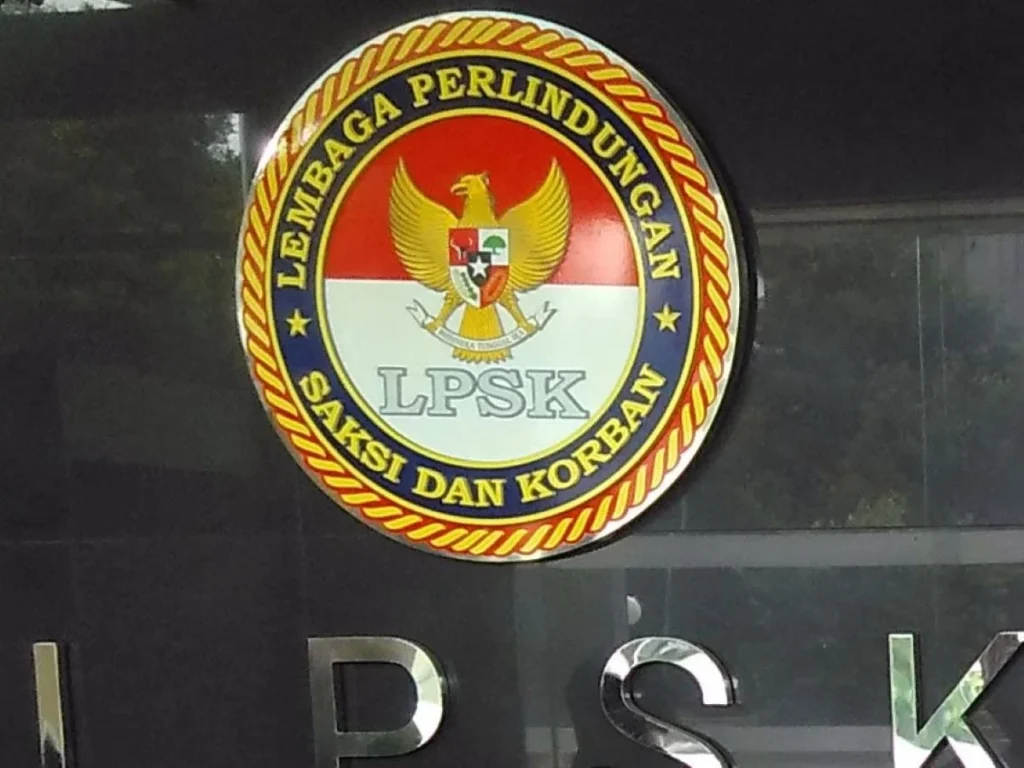 LEMBAGA PERLINDUNGAN
LPSK
SAKSI DAN KORBAN
LPSK